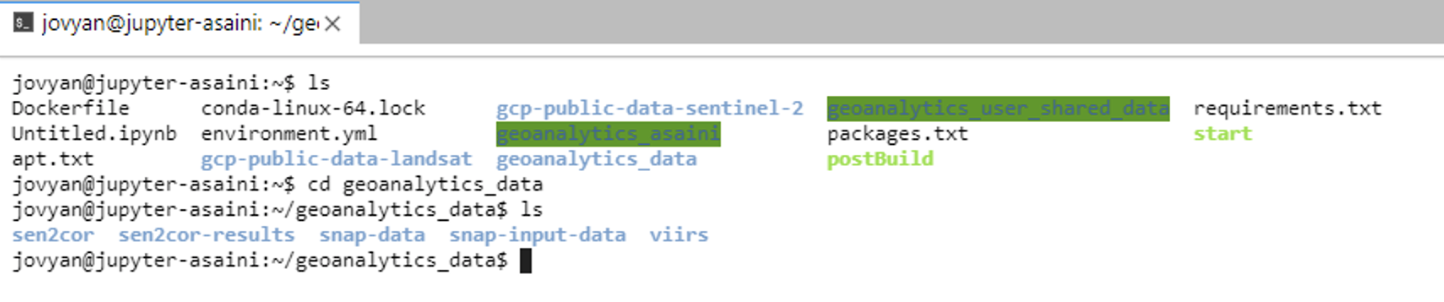 jovyan@jupyter-asaini: ~/geo
jovyan@jupyter-asaini:~$ ls
Dockerfile conda-linux-64.lock gcp-public-data-sentinel-2 geoanalytics_user_shared_data requirements.txt
Untitled.ipynb environment.yml geoanalytics_asaini packages.txt start
apt.txt gcp-public-data-landsat geoanalytics_data postBuild
jovyan@jupyter-asaini:~$ cd geoanalytics_data
jovyan@jupyter-asaini:~/geoanalytics_data$ ls
sen2cor sen2cor-results snap-data snap-input-data viirs
jovyan@jupyter-asaini:~/geoanalytics_data$